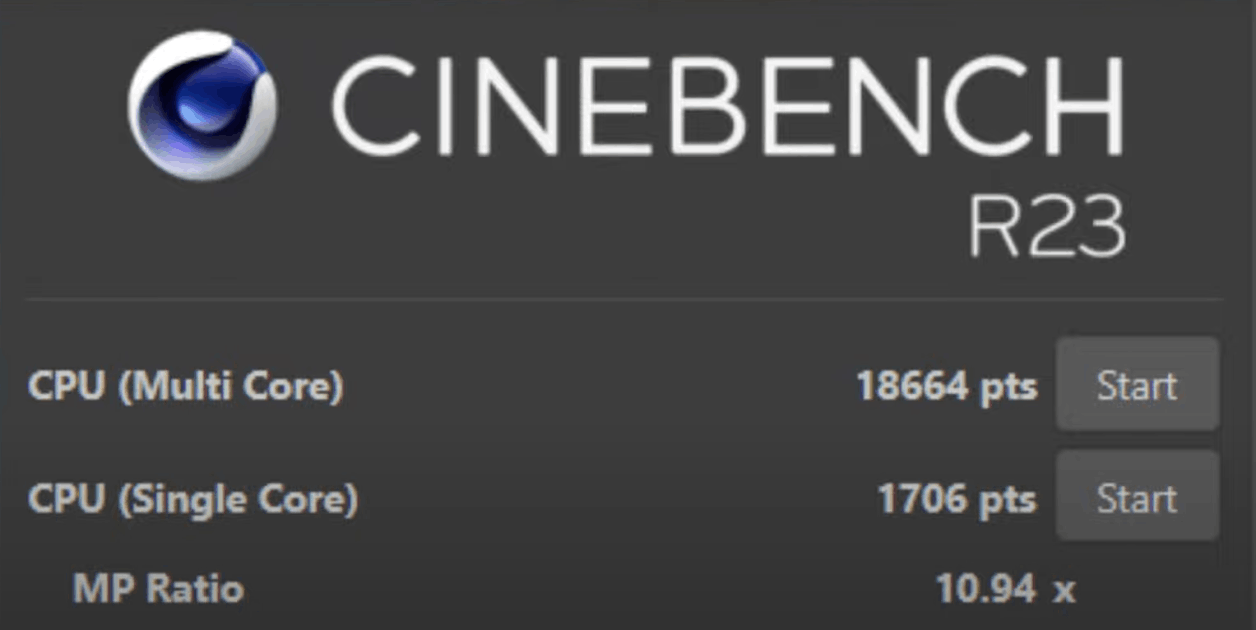 CINEBENCH
R23
CPU (Multi Core) 18664 pts Start
CPU (Single Core) 1706 pts Start
MP Ratio 10.94 x